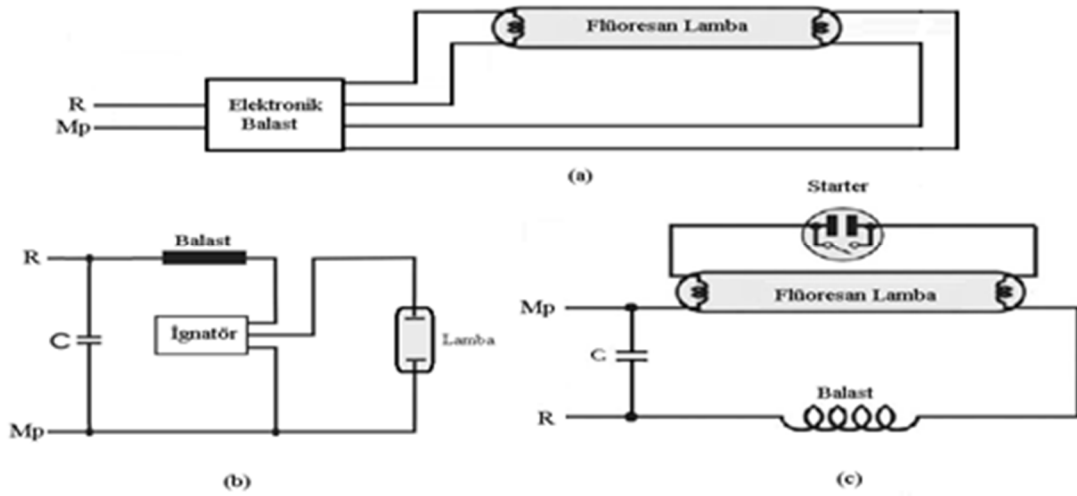 Flüoresan Lamba
R
Elektronik
Balast
Mp
(a)
Starter
Balast
R
İgnatör
C
Lamba
Mp
(b)
Flüoresan Lamba
Mp
C
Balast
R
(c)